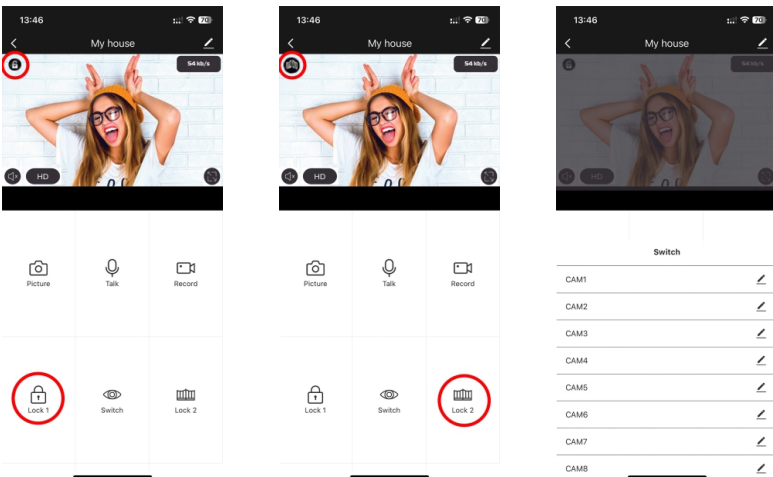 13:46
70
My house
54 kb/s
HD
Picture
Talk
Record
Lock 1
Switch
Lock 2
13:46
70
My house
54 kb/s
HD
Picture
Talk
Record
Lock 1
Switch
Lock 2
13:46
70
My house
54 kb/s
HD
Switch
CAM1
CAM2
CAM3
CAM4
CAM5
CAM6
CAM7
CAM8